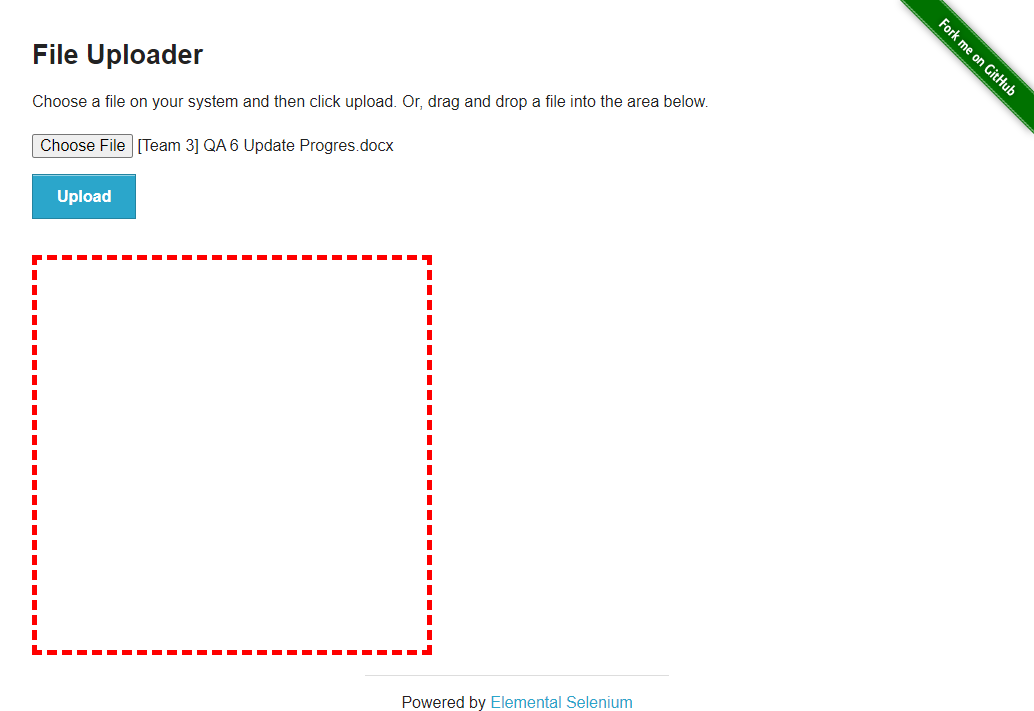 Fork me on GitHub
File Uploader
Choose a file on your system and then click upload. Or, drag and drop a file into the area below.
Choose File [Team 3] QA 6 Update Progres.docx
Upload
Powered by Elemental Selenium